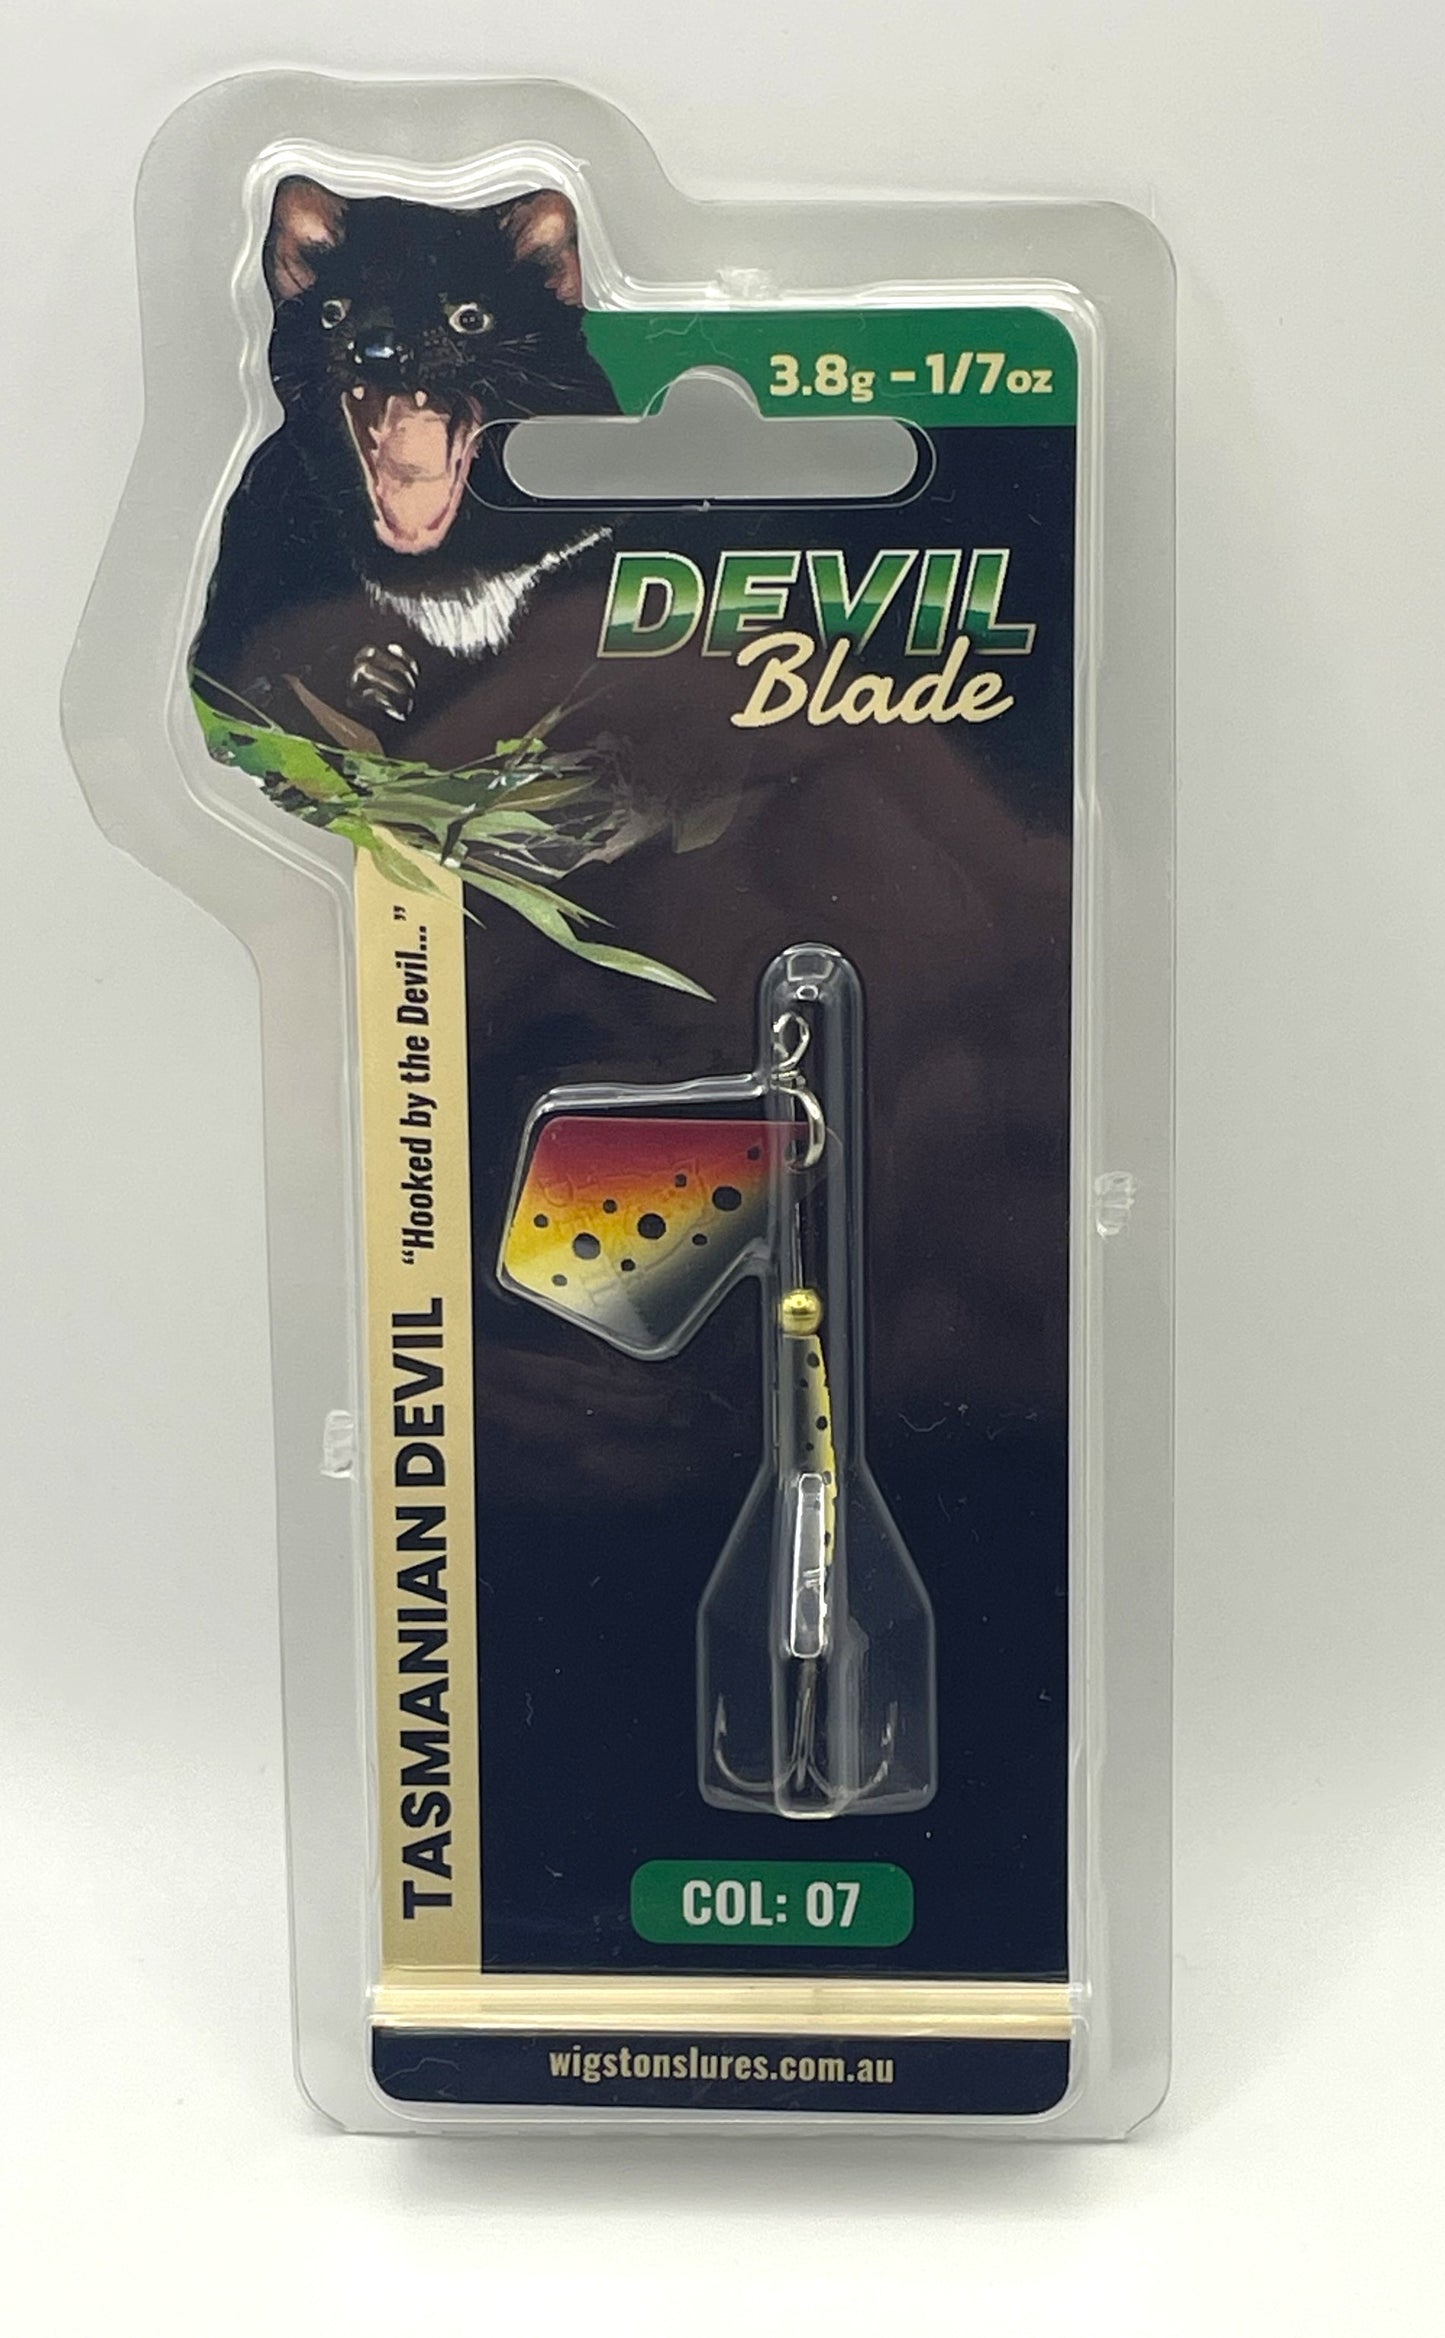 3.8g - 1/7oz
DEVIL
Blade
TASMANIAN DEVIL "Hooked by the Devil..."
COL: 07
wigstonslures.com.au